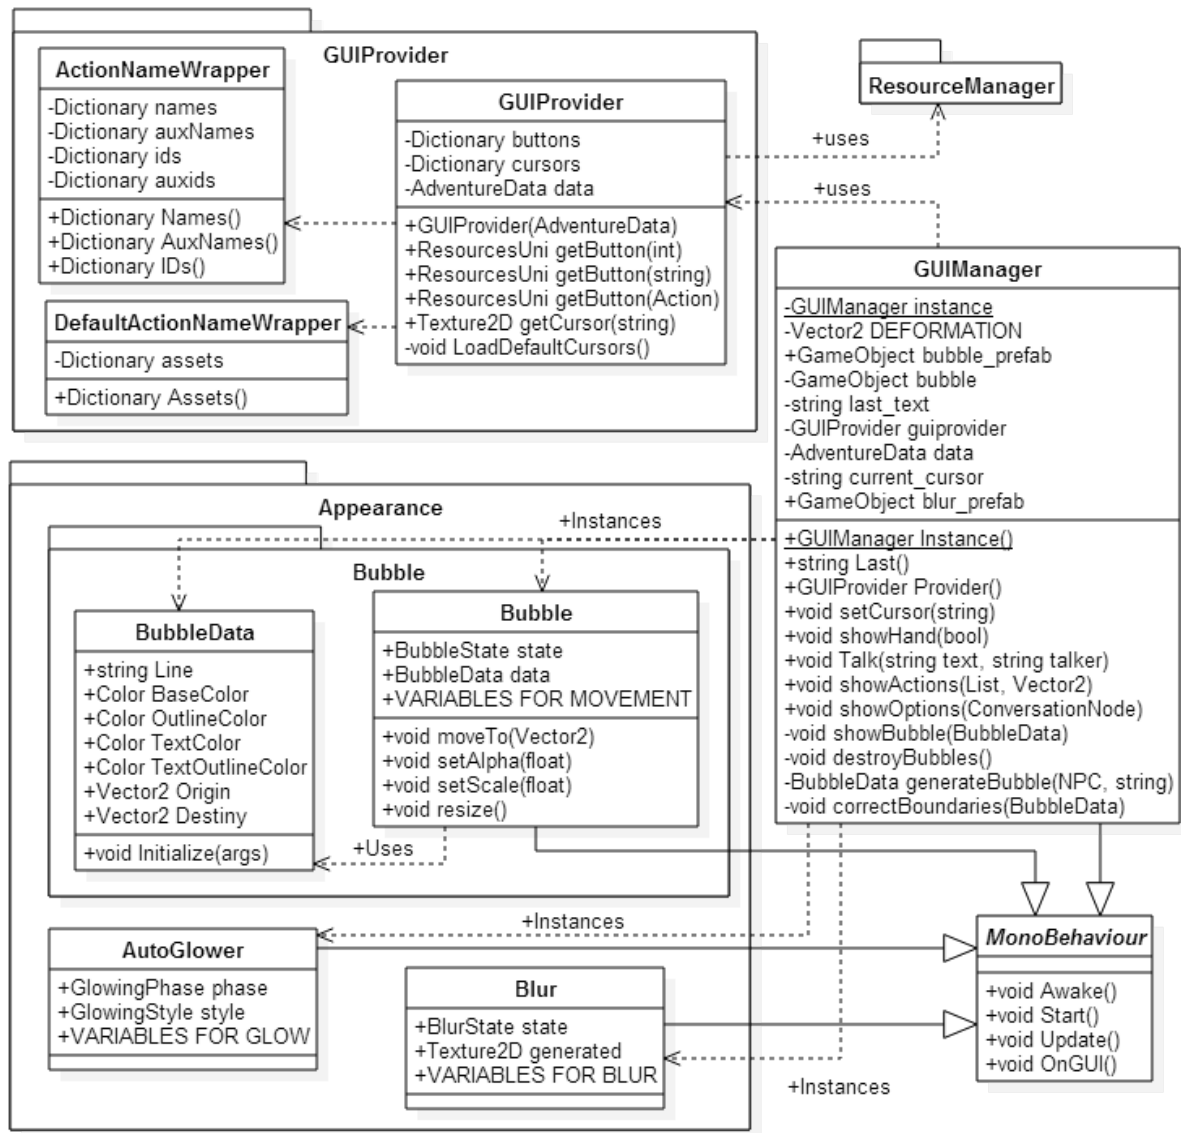 GUIProvider
ActionNameWrapper
-Dictionary names
-Dictionary auxNames
-Dictionary ids
-Dictionary auxids
+Dictionary Names()
+Dictionary AuxNames()
+Dictionary IDs()
DefaultActionNameWrapper
-Dictionary assets
+Dictionary Assets()
GUIProvider
-Dictionary buttons
-Dictionary cursors
-AdventureData data
+GUIProvider(AdventureData)
+ResourcesUni getButton(int)
+ResourcesUni getButton(string)
+ResourcesUni getButton(Action)
+Texture2D getCursor(string)
-void LoadDefaultCursors()
ResourceManager
+uses
+uses
GUIManager
-GUIManager instance
-Vector2 DEFORMATION
+GameObject bubble_prefab
-GameObject bubble
-string last_text
-GUIProvider guiprovider
-AdventureData data
-string current_cursor
+GameObject blur_prefab
+GUIManager Instance()
+string Last()
+GUIProvider Provider()
+void setCursor(string)
+void showHand(bool)
+void Talk(string text, string talker)
+void showActions(List, Vector2)
+void showOptions(ConversationNode)
-void showBubble(BubbleData)
-void destroyBubbles()
-BubbleData generateBubble(NPC, string)
-void correctBoundaries(BubbleData)
Appearance
+Instances
Bubble
BubbleData
+string Line
+Color BaseColor
+Color OutlineColor
+Color TextColor
+Color TextOutlineColor
+Vector2 Origin
+Vector2 Destiny
+void Initialize(args)
Bubble
+BubbleState state
+BubbleData data
+VARIABLES FOR MOVEMENT
+void moveTo(Vector2)
+void setAlpha(float)
+void setScale(float)
+void resize()
+Uses
+Instances
AutoGlower
+GlowingPhase phase
+GlowingStyle style
+VARIABLES FOR GLOW
Blur
+BlurState state
+Texture2D generated
+VARIABLES FOR BLUR
+Instances
MonoBehaviour
+void Awake()
+void Start()
+void Update()
+void OnGUI()